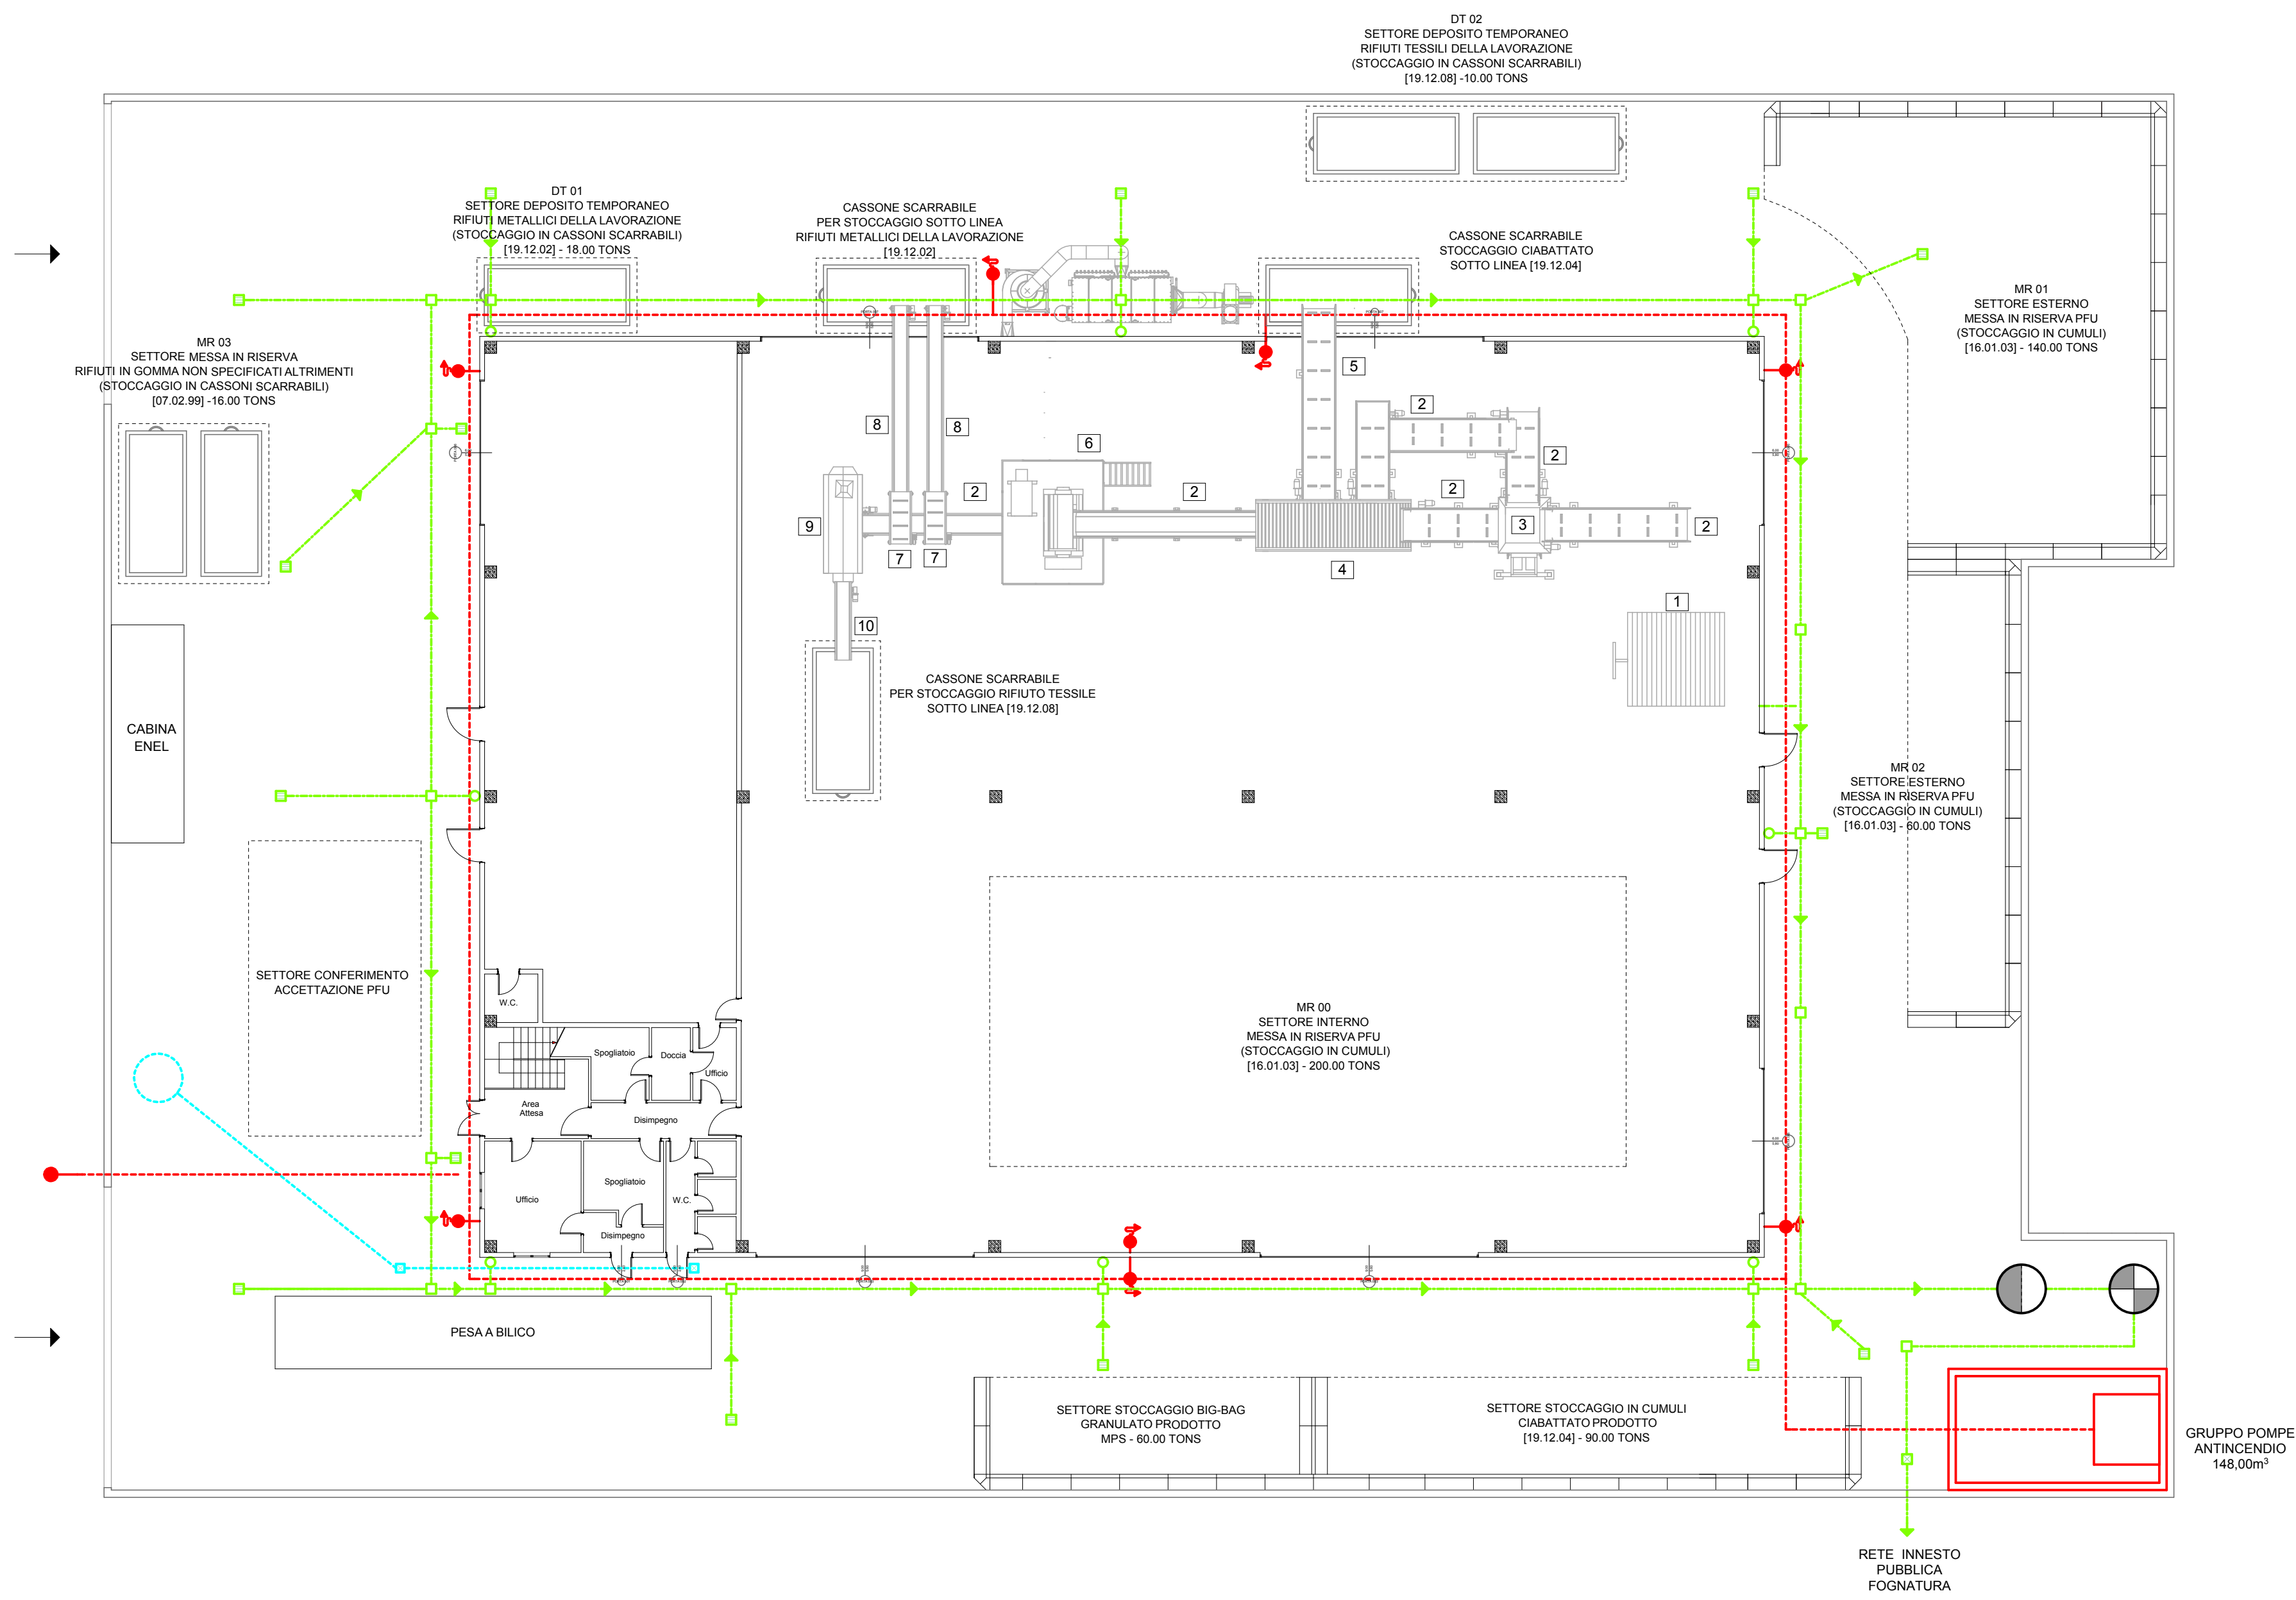 DT 02
SETTORE DEPOSITO TEMPORANEO
RIFIUTI TESSILI DELLA LAVORAZIONE
(STOCCAGGIO IN CASSONI SCARRABILI)
[19.12.08] -10.00 TONS
DT 01
SETTORE DEPOSITO TEMPORANEO
RIFIUTI METALLICI DELLA LAVORAZIONE
(STOCCAGGIO IN CASSONI SCARRABILI)
[19.12.02] - 18.00 TONS
CASSONE SCARRABILE
PER STOCCAGGIO SOTTO LINEA
RIFIUTI METALLICI DELLA LAVORAZIONE
[19.12.02]
CASSONE SCARRABILE
STOCCAGGIO CIABATTATO
SOTTO LINEA [19.12.04]
MR 01
SETTORE ESTERNO
MESSA IN RISERVA PFU
(STOCCAGGIO IN CUMULI)
[16.01.03] - 140.00 TONS
MR 03
SETTORE MESSA IN RISERVA
RIFIUTI IN GOMMA NON SPECIFICATI ALTRIMENTI
(STOCCAGGIO IN CASSONI SCARRABILI)
[07.02.99] -16.00 TONS
5
2
8
8
6
2
2
2
2
9
3
2
7
7
4
1
10
CASSONE SCARRABILE
PER STOCCAGGIO RIFIUTO TESSILE
SOTTO LINEA [19.12.08]
CABINA
ENEL
MR 02
SETTORE ESTERNO
MESSA IN RISERVA PFU
(STOCCAGGIO IN CUMULI)
[16.01.03] - 60.00 TONS
SETTORE CONFERIMENTO
ACCETTAZIONE PFU
W.C.
MR 00
SETTORE INTERNO
MESSA IN RISERVA PFU
(STOCCAGGIO IN CUMULI)
[16.01.03] - 200.00 TONS
Spogliatoio
Doccia
Ufficio
Area
Attesa
Disimpegno
Spogliatoio
Ufficio
W.C.
Disimpegno
PESA A BILICO
SETTORE STOCCAGGIO BIG-BAG
GRANULATO PRODOTTO
MPS - 60.00 TONS
SETTORE STOCCAGGIO IN CUMULI
CIABATTATO PRODOTTO
[19.12.04] - 90.00 TONS
GRUPPO POMPE
ANTINCENDIO
148,00m³
RETE INNESTO
PUBBLICA
FOGNATURA